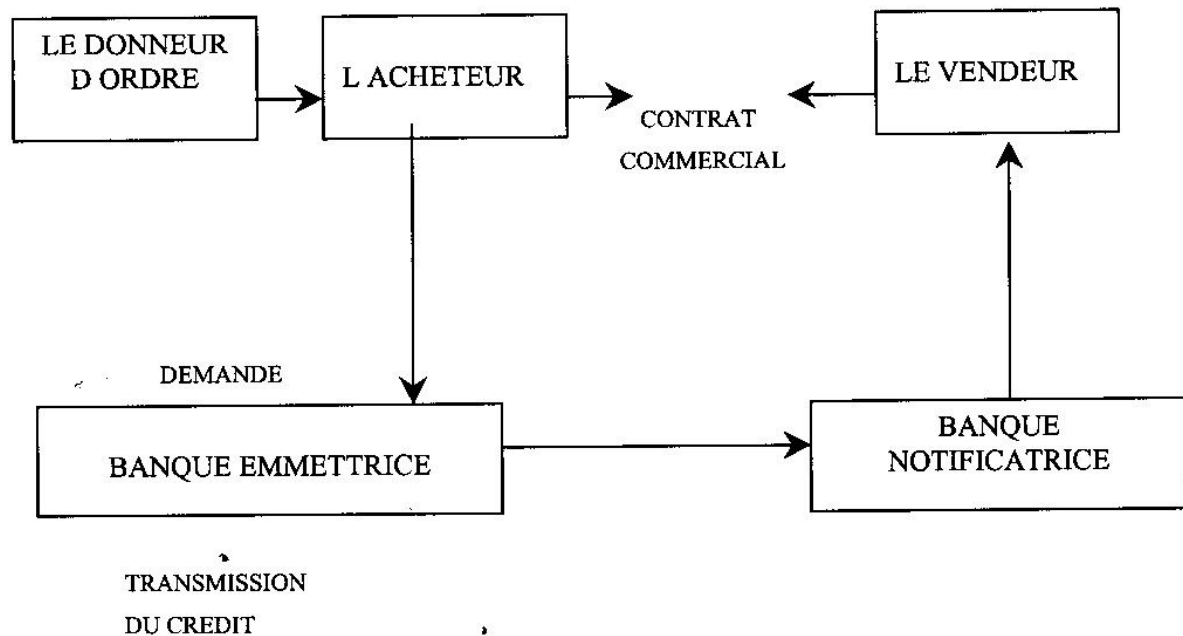 LE DONNEUR
D ORDRE
L ACHETEUR
LE VENDEUR
CONTRAT
COMMERCIAL
DEMANDE
BANQUE EMMETTRICE
BANQUE
NOTIFICATRICE
TRANSMISSION
DU CREDIT